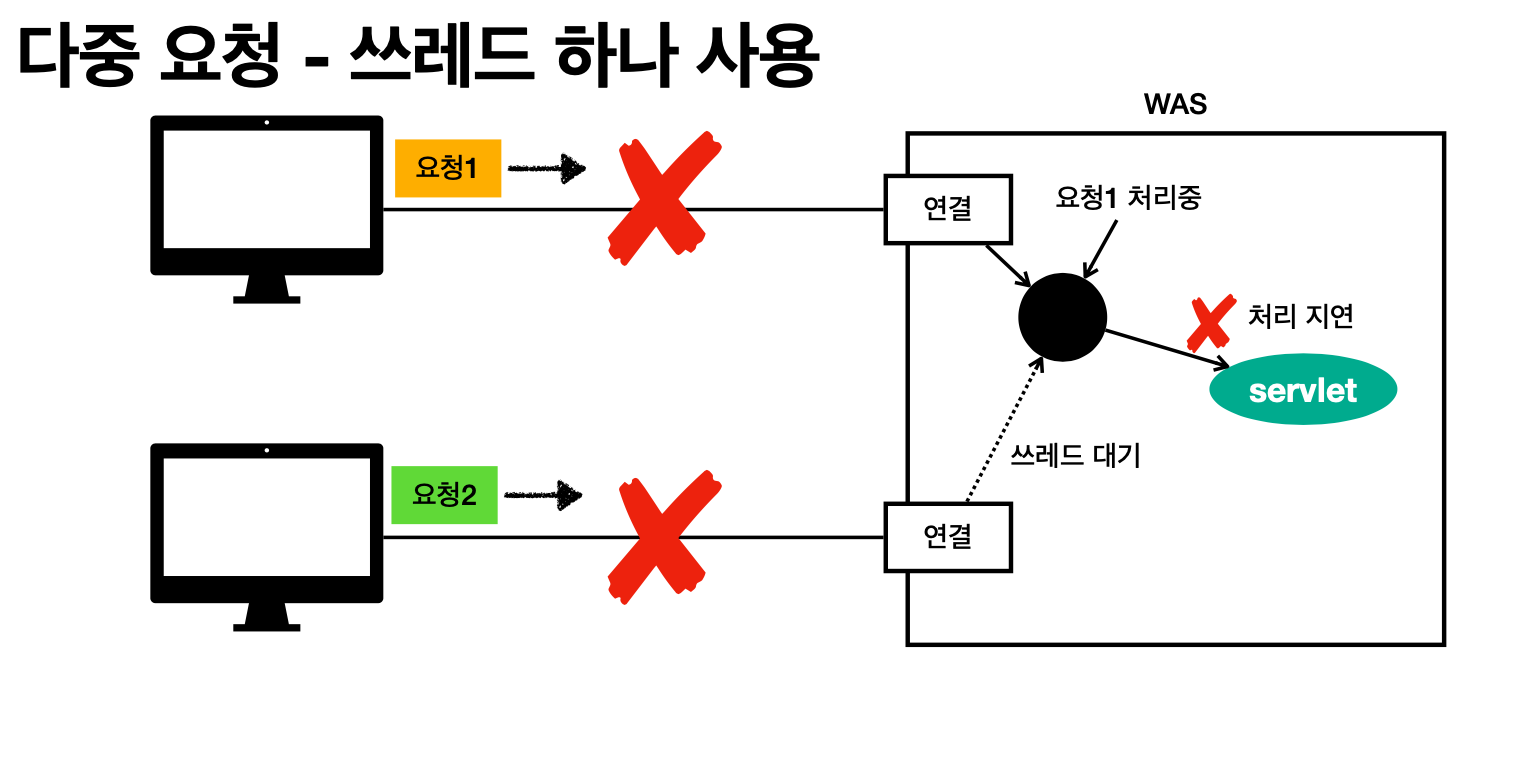 다중 요청 - 쓰레드 하나 사용
WAS
요청1
연결
요청1 처리중
처리 지연
servlet
쓰레드 대기
요청2
연결